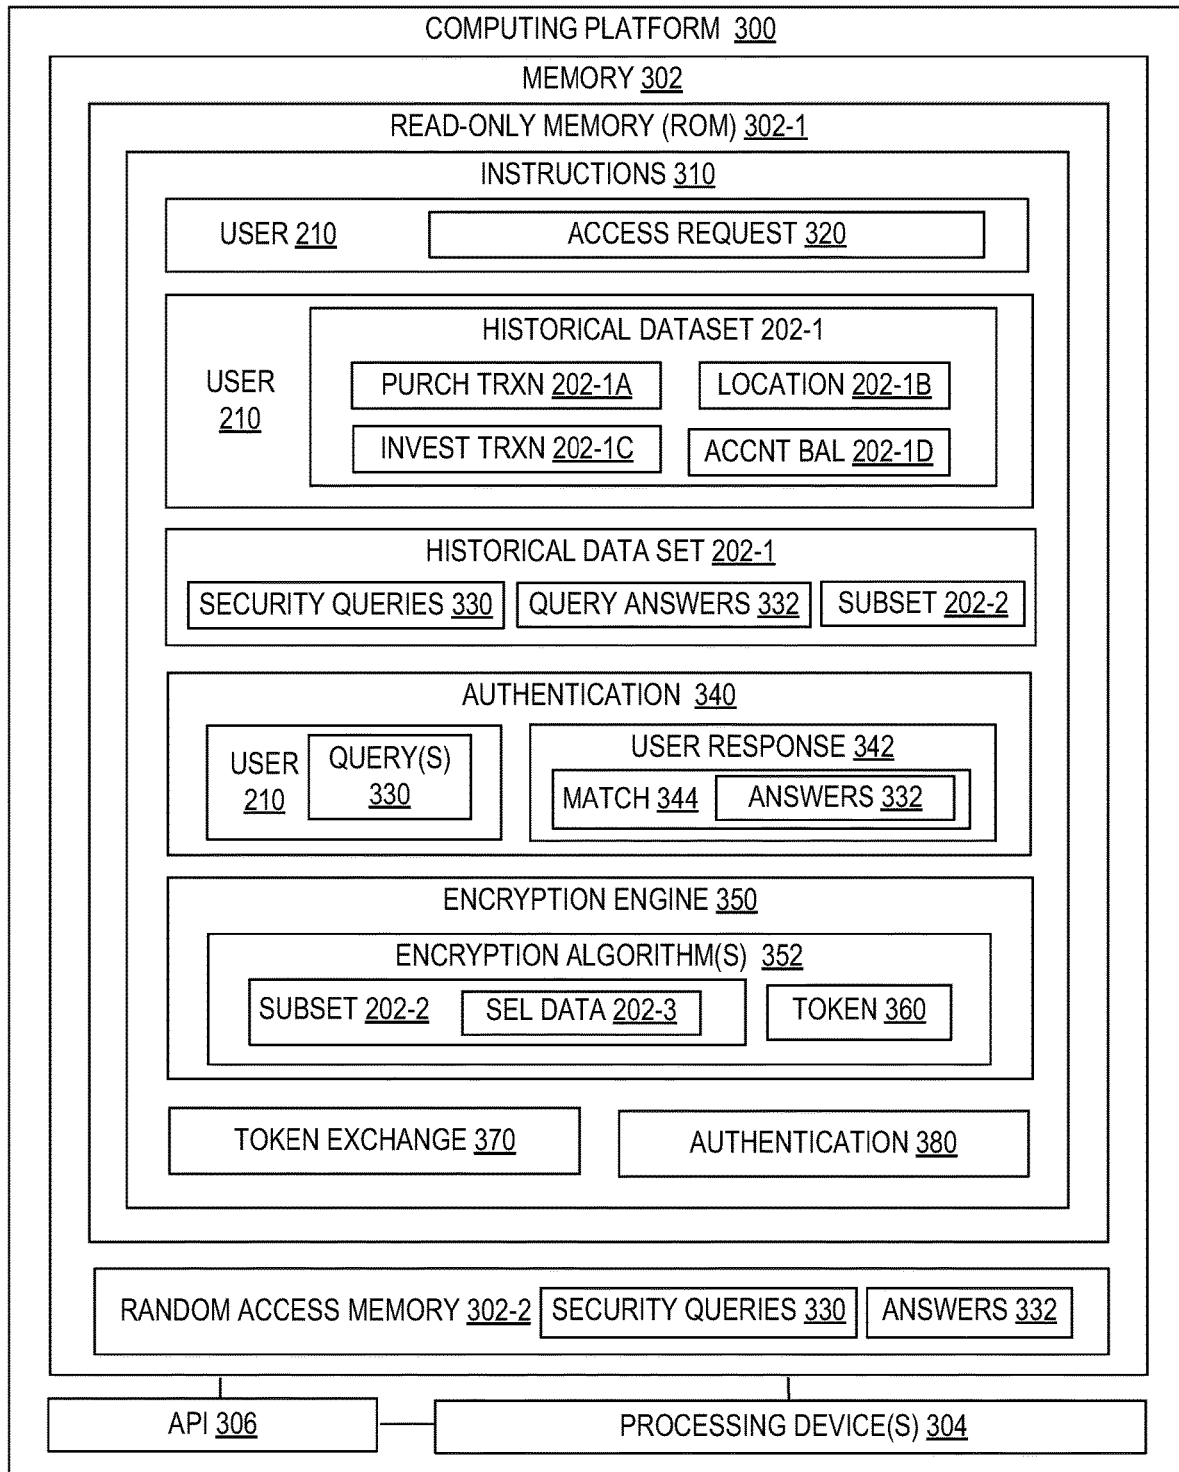 COMPUTING PLATFORM 300
MEMORY 302
READ-ONLY MEMORY (ROM) 302-1
INSTRUCTIONS 310
USER 210
ACCESS REQUEST 320
HISTORICAL DATASET 202-1
USER
210
PURCH TRXN 202-1A
LOCATION 202-1B
INVEST TRXN 202-1C
ACCNT BAL 202-1D
HISTORICAL DATA SET 202-1
SECURITY QUERIES 330
QUERY ANSWERS 332
SUBSET 202-2
AUTHENTICATION 340
USER
210
QUERY(S)
330
USER RESPONSE 342
MATCH 344
ANSWERS 332
ENCRYPTION ENGINE 350
ENCRYPTION ALGORITHM(S) 352
SUBSET 202-2
SEL DATA 202-3
TOKEN 360
TOKEN EXCHANGE 370
AUTHENTICATION 380
RANDOM ACCESS MEMORY 302-2
SECURITY QUERIES 330
ANSWERS 332
API 306
PROCESSING DEVICE(S) 304